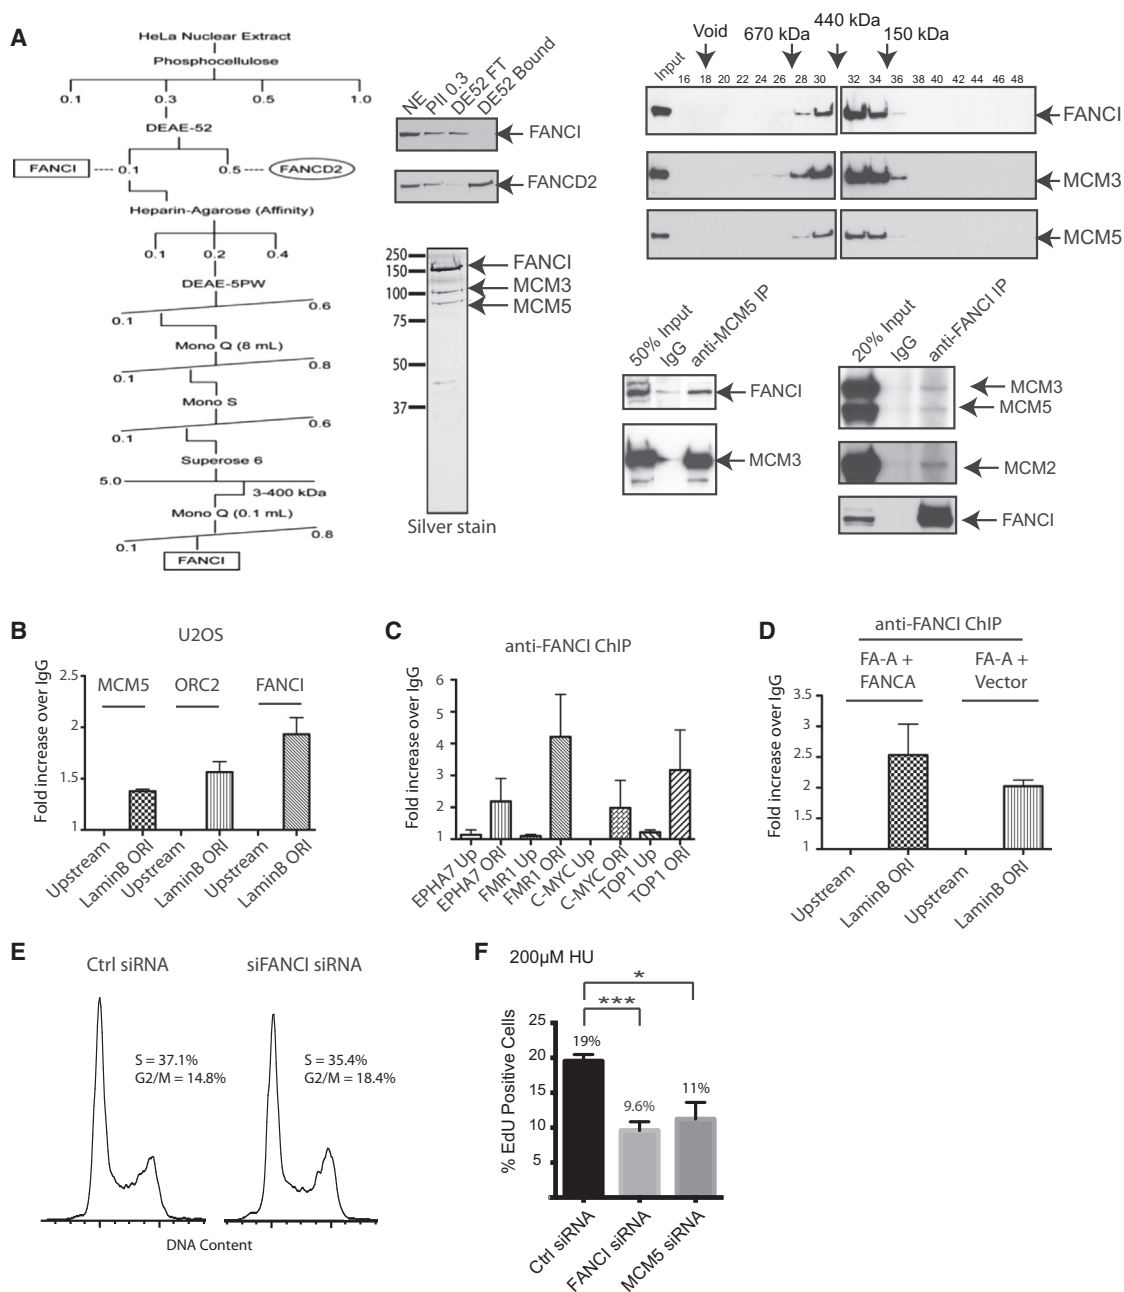 A
HeLa Nuclear Extract
Phosphocellulose
0.1 0.3 0.5 1.0
DEAE-52
FANCI 0.1 0.5 FANCD2
Heparin-Agarose (Affinity)
0.1 0.2 0.4
DEAE-5PW
0.1 0.6
Mono Q (8 mL)
0.1 0.8
Mono S
0.1 0.6
Superose 6
5.0
3-400 kDa
Mono Q (0.1 mL)
0.1 0.8
FANCI
NE PII 0.3 DE52 FT DE52 Bound
FANCI
FANCD2
250
150
100
75
50
37
FANCI
MCM3
MCM5
Silver stain
Void 670 kDa 440 kDa 150 kDa
Input 16 18 20 22 24 26 28 30 32 34 36 38 40 42 44 46 48
FANCI
MCM3
MCM5
50% Input IgG anti-MCM5 IP
FANCI
MCM3
20% Input IgG anti-FANCI IP
MCM3
MCM5
MCM2
FANCI
B
U2OS
MCM5 ORC2 FANCI
Fold increase over IgG
2.5
2
1.5
1
Upstream LaminB ORI Upstream LaminB ORI Upstream LaminB ORI
C
anti-FANCI ChIP
Fold increase over IgG
6
5
4
3
2
1
EPHA7 Up EPHA7 ORI FMR1 Up FMR1 ORI C-MYC Up C-MYC ORI TOP1 Up TOP1 ORI
D
anti-FANCI ChIP
FA-A + FA-A +
FANCA Vector
Fold increase over IgG
3.5
3
2.5
2
1.5
1
Upstream LaminB ORI Upstream LaminB ORI
E
Ctrl siRNA siFANCI siRNA
S = 37.1%
G2/M = 14.8%
S = 35.4%
G2/M = 18.4%
DNA Content
F
200µM HU
*
***
% EdU Positive Cells
25
20
15
10
5
0
19%
9.6%
11%
Ctrl siRNA FANCI siRNA MCM5 siRNA